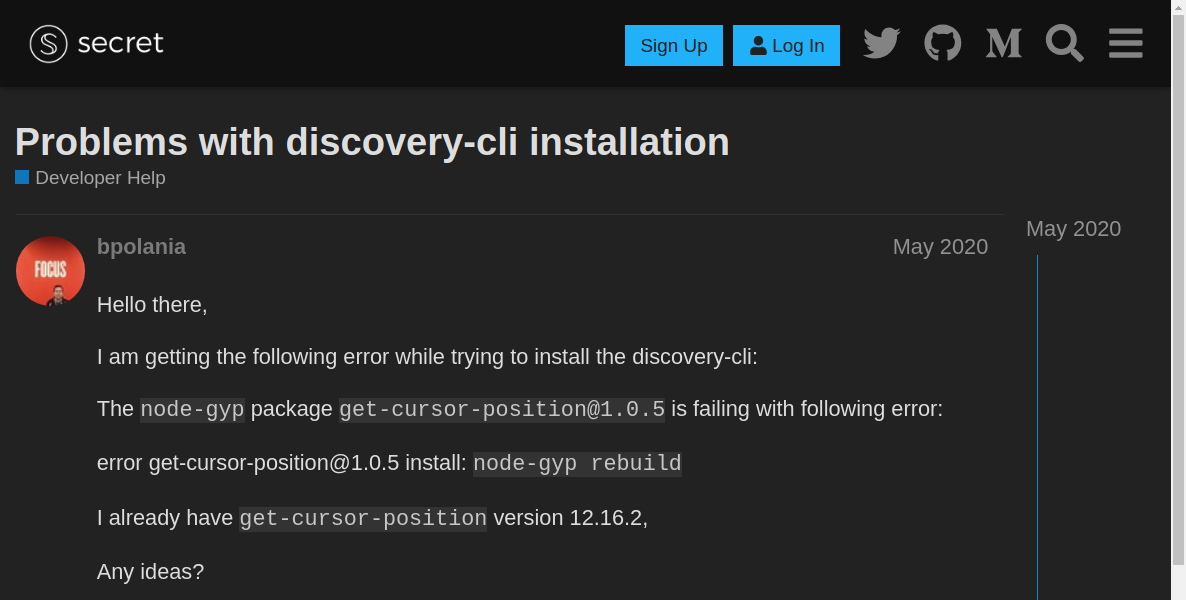 secret
Sign Up
Log In
Problems with discovery-cli installation
Developer Help
May 2020
bpolania
May 2020
FOCUS
Hello there,
I am getting the following error while trying to install the discovery-cli:
The node-gyp package get-cursor-position@1.0.5 is failing with following error:
error get-cursor-position@1.0.5 install: node-gyp rebuild
I already have get-cursor-position version 12.16.2,
Any ideas?